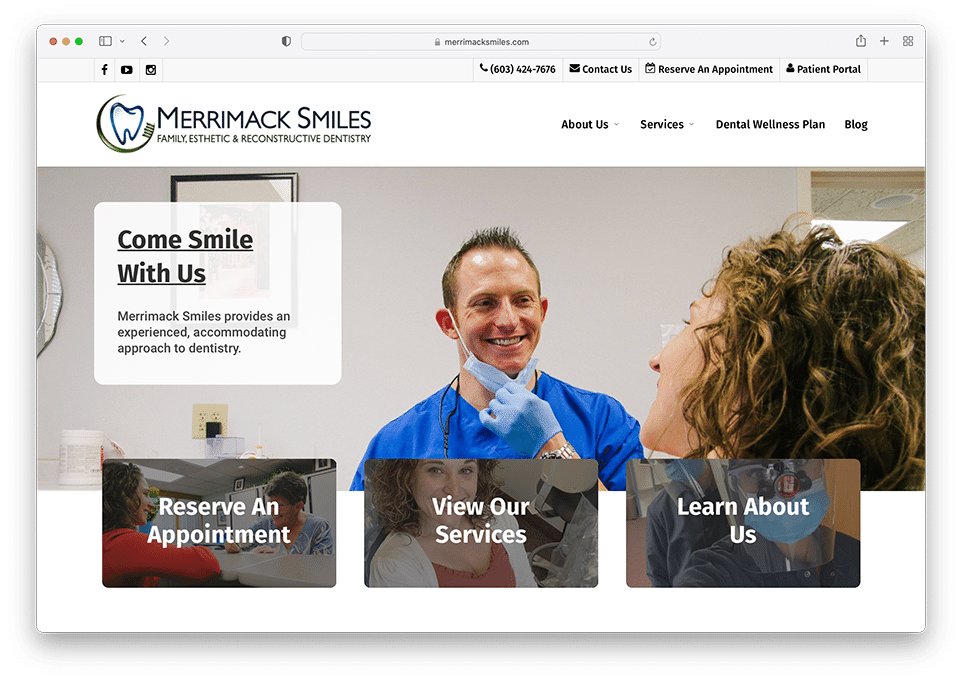 merrimacksmiles.com
(603) 424-7676 Contact Us Reserve An Appointment Patient Portal
MERRIMACK SMILES
FAMILY, ESTHETIC & RECONSTRUCTIVE DENTISTRY
About Us Services Dental Wellness Plan Blog
Come Smile
With Us
Merrimack Smiles provides an
experienced, accommodating
approach to dentistry.
Reserve An
Appointment
View Our
Services
Learn About
Us